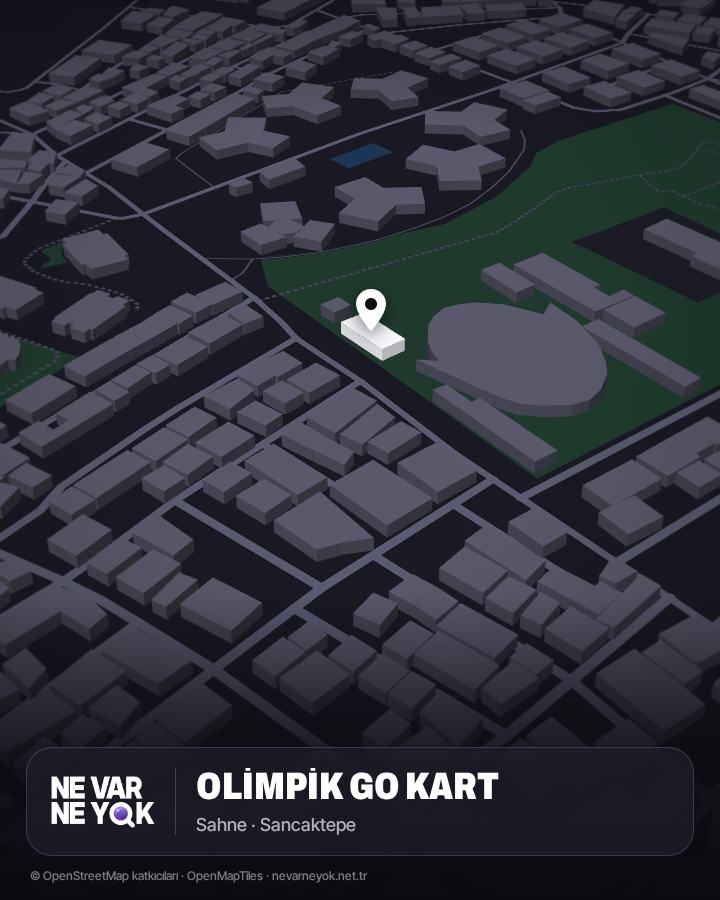 NE VAR
NE YOK
OLİMPİK GO KART
Sahne · Sancaktepe
© OpenStreetMap katkıcıları · OpenMapTiles · nevarneyok.net.tr